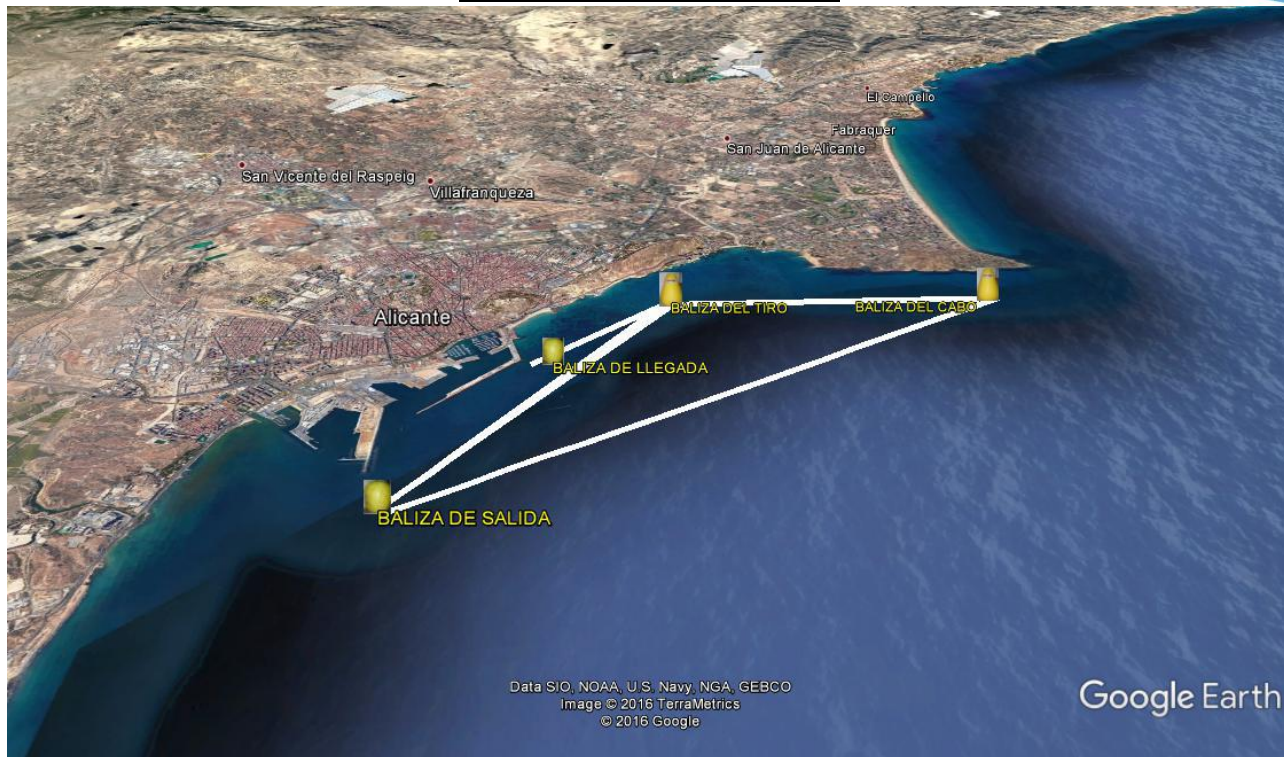 El Campello
Fabraquer
San Juan de Alicante
San Vicente del Raspeig
Villafranqueza
BALIZA DEL TIRO
BALIZA DEL CABO
Alicante
BALIZA DE LLEGADA
BALIZA DE SALIDA
Data SIO, NOAA, U.S. Navy, NGA, GEBCO
Image © 2016 TerraMetrics
© 2016 Google
Google Earth